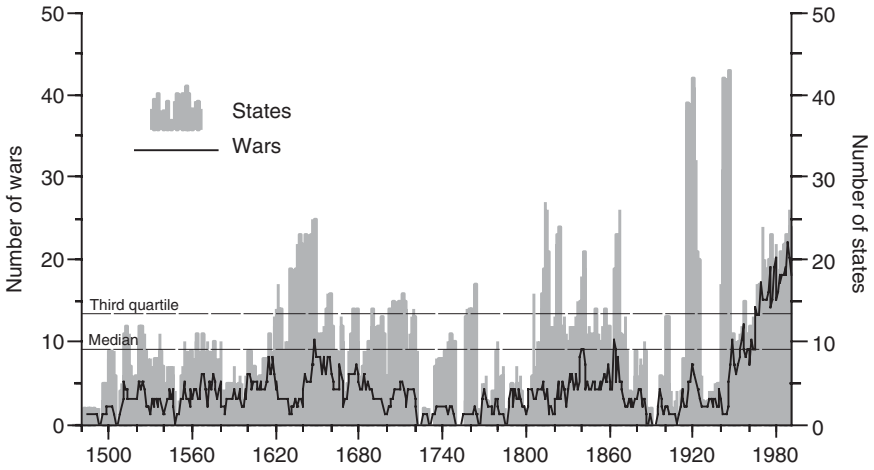 50
40
30
20
10
0
Number of wars
States
Wars
Third quartile
Median
50
40
30
20
10
0
Number of states
1500 1560 1620 1680 1740 1800 1860 1920 1980